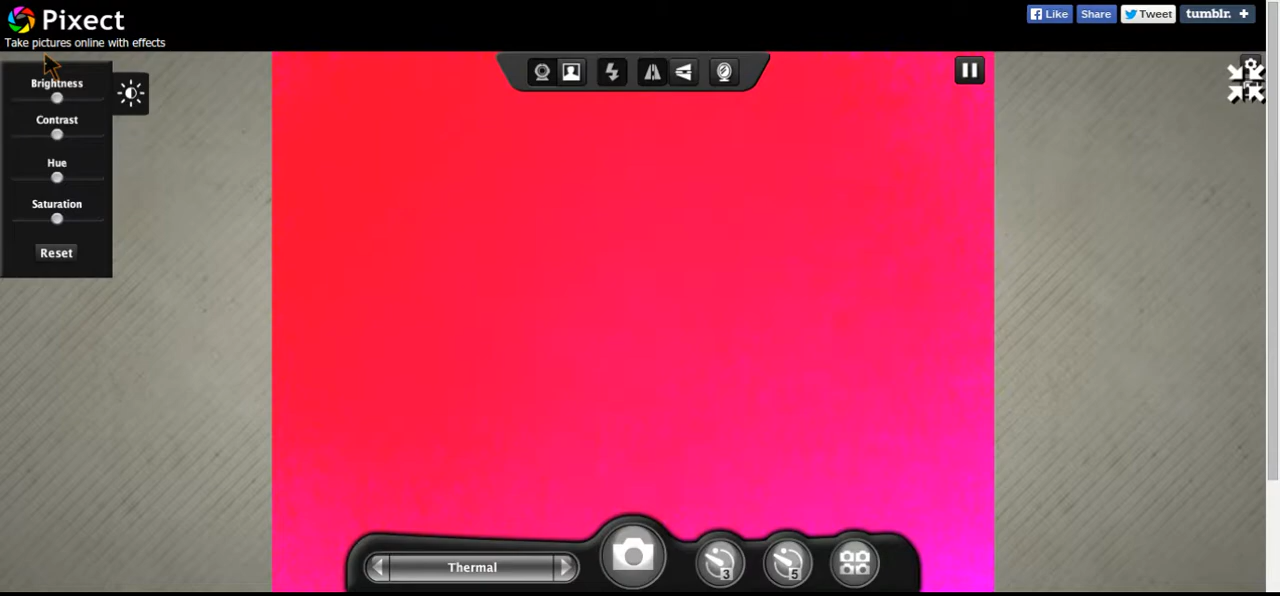 Pixect
Take pictures online with effects
Like
Share
Tweet
tumblr. +
Brightness
Contrast
Hue
Saturation
Reset
Thermal
3
5